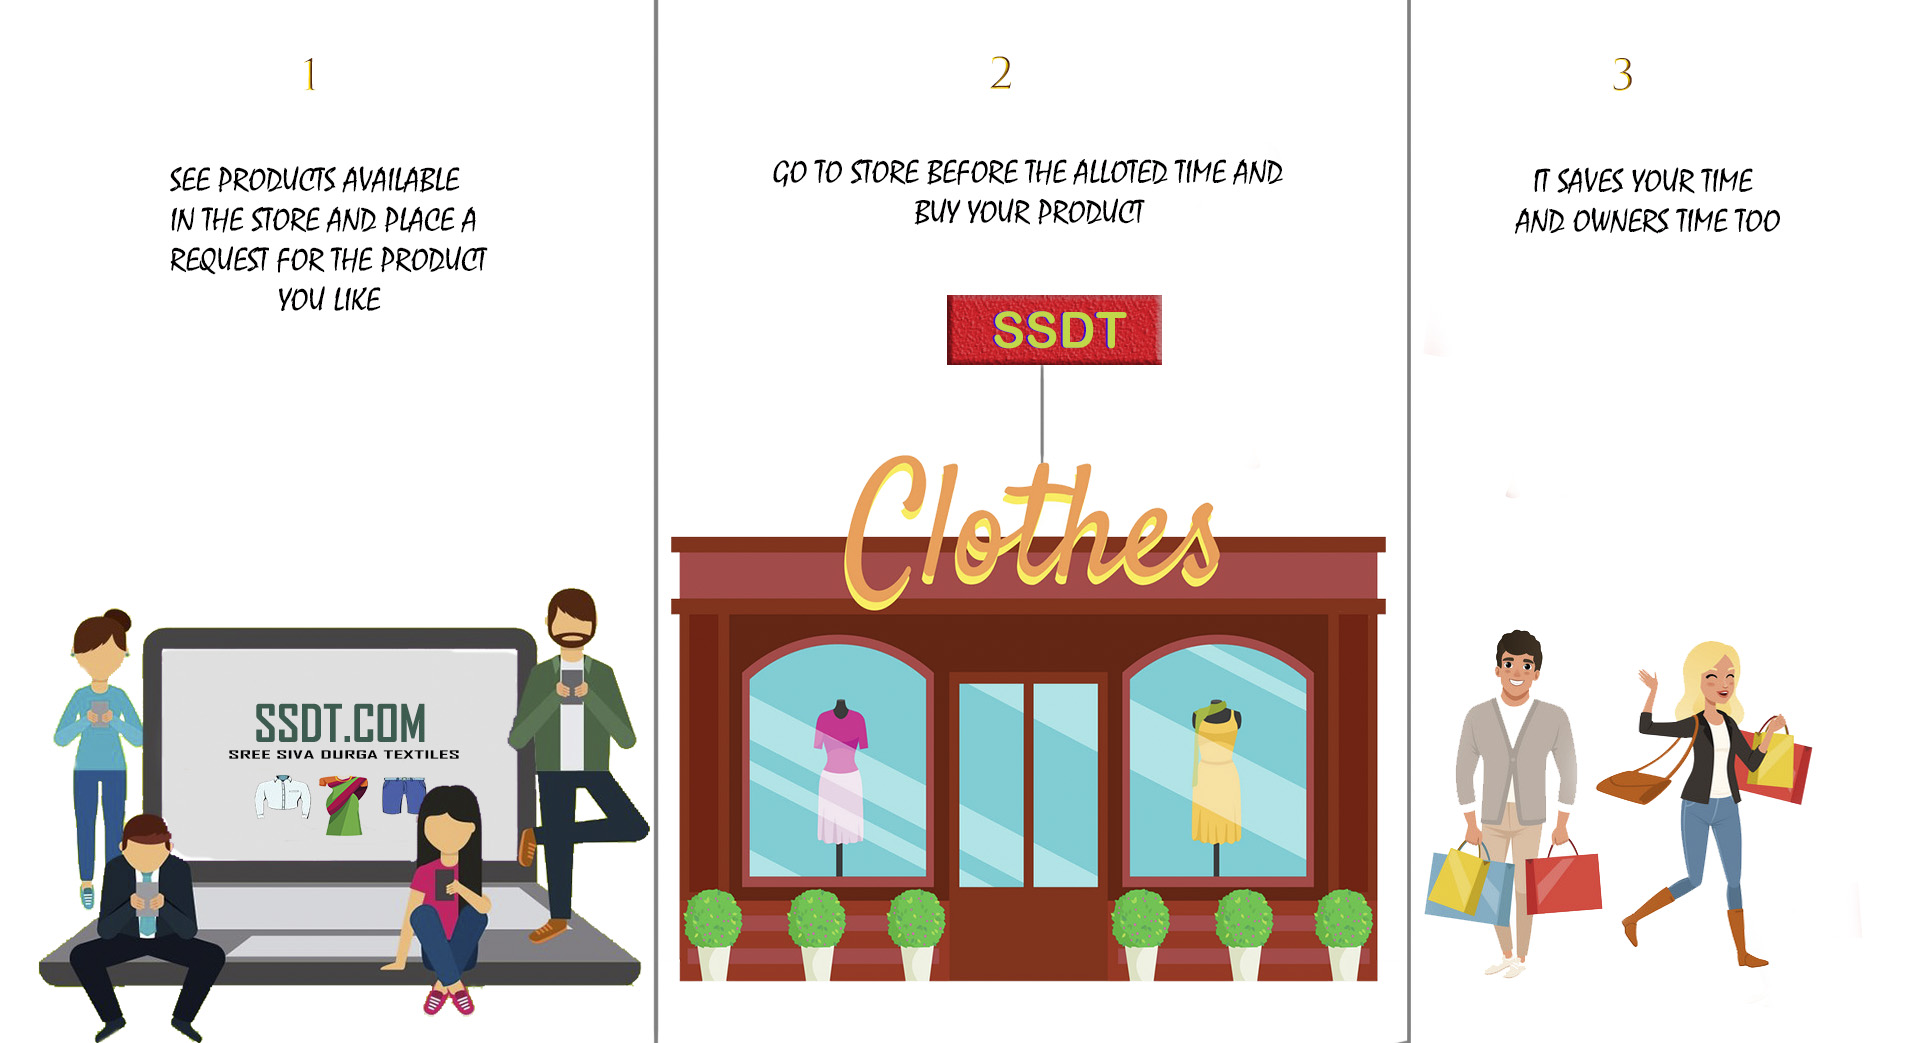 1
SEE PRODUCTS AVAILABLE
IN THE STORE AND PLACE A
REQUEST FOR THE PRODUCT
YOU LIKE
SSDT.COM
SREE SIVA DURGA TEXTILES
2
GO TO STORE BEFORE THE ALLOTED TIME AND
BUY YOUR PRODUCT
SSDT
Clothes
3
IT SAVES YOUR TIME
AND OWNERS TIME TOO